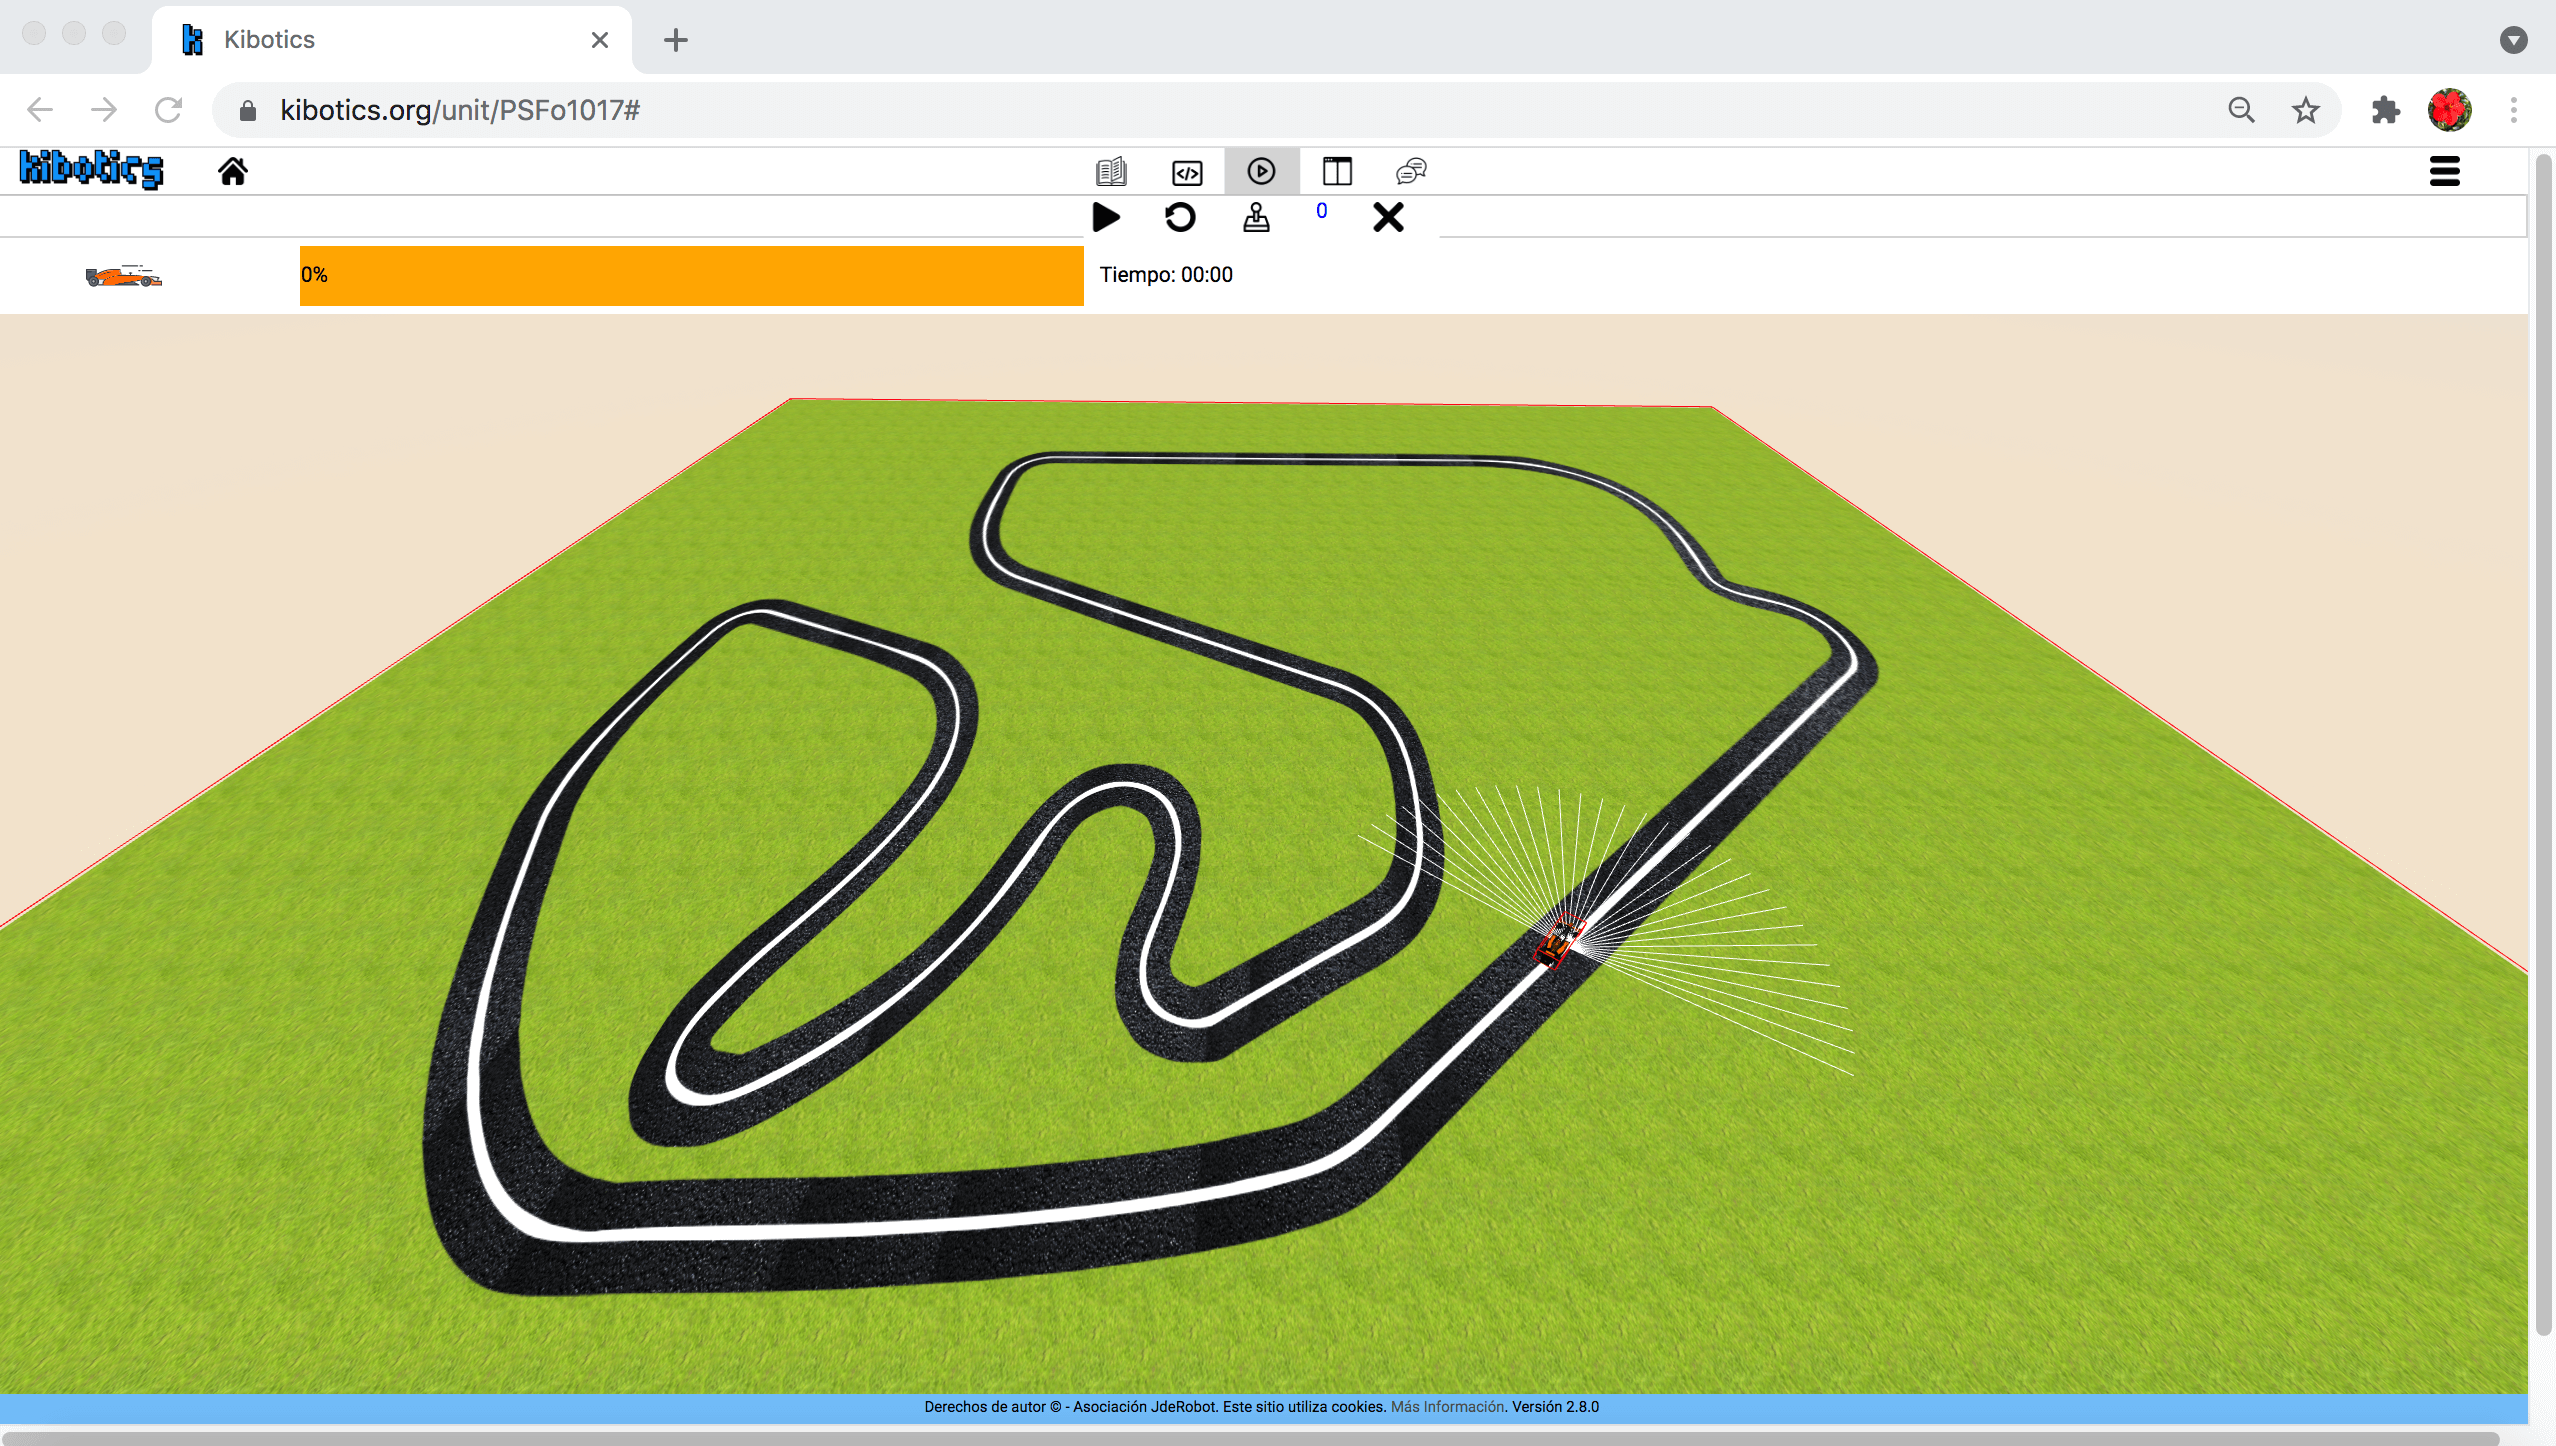 Kibotics
kibotics.org/unit/PSFo1017#
kibotics
0
0%
Tiempo: 00:00
Derechos de autor © - Asociación JdeRobot. Este sitio utiliza cookies. Más Información. Versión 2.8.0